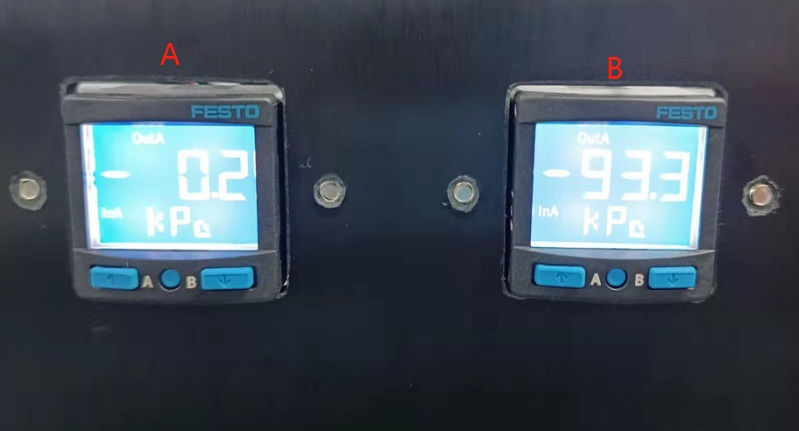 A
FESTO
OutA
- 0.2
InA
kPa
A B
B
FESTO
OutA
-93.3
InA
kPa
A B